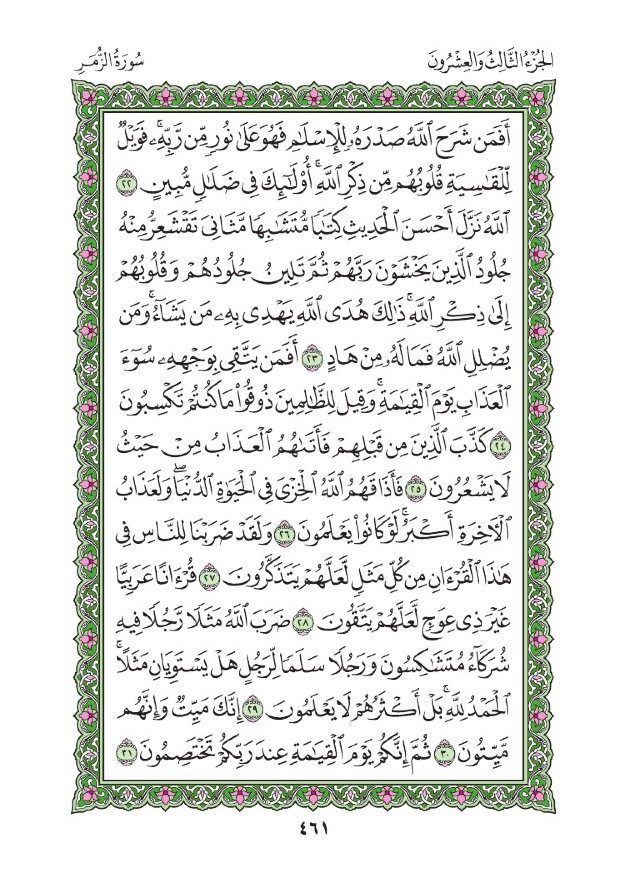 الجُزْءُ الثَّالِثُ وَالعِشْرُونَ
سُورَةُ الزُّمَرِ
أَفَمَن شَرَحَ ٱللَّهُ صَدْرَهُۥ لِلْإِسْلَٰمِ فَهُوَ عَلَىٰ نُورٍ مِّن رَّبِّهِۦۚ فَوَيْلٌ
لِّلْقَٰسِيَةِ قُلُوبُهُم مِّن ذِكْرِ ٱللَّهِۚ أُو۟لَٰٓئِكَ فِى ضَلَٰلٍ مُّبِينٍ ٢٢
ٱللَّهُ نَزَّلَ أَحْسَنَ ٱلْحَدِيثِ كِتَٰبًا مُّتَشَٰبِهًا مَّثَانِىَ تَقْشَعِرُّ مِنْهُ
جُلُودُ ٱلَّذِينَ يَخْشَوْنَ رَبَّهُمْ ثُمَّ تَلِينُ جُلُودُهُمْ وَقُلُوبُهُمْ
إِلَىٰ ذِكْرِ ٱللَّهِۚ ذَٰلِكَ هُدَى ٱللَّهِ يَهْدِى بِهِۦ مَن يَشَآءُۚ وَمَن
يُضْلِلِ ٱللَّهُ فَمَا لَهُۥ مِنْ هَادٍ ٢٣ أَفَمَن يَتَّقِى بِوَجْهِهِۦ سُوٓءَ
ٱلْعَذَابِ يَوْمَ ٱلْقِيَٰمَةِۚ وَقِيلَ لِلظَّٰلِمِينَ ذُوقُوا۟ مَا كُنتُمْ تَكْسِبُونَ
٢٤ كَذَّبَ ٱلَّذِينَ مِن قَبْلِهِمْ فَأَتَىٰهُمُ ٱلْعَذَابُ مِنْ حَيْثُ
لَا يَشْعُرُونَ ٢٥ فَأَذَاقَهُمُ ٱللَّهُ ٱلْخِزْىَ فِى ٱلْحَيَوٰةِ ٱلدُّنْيَاۖ وَلَعَذَابُ
ٱلْءَاخِرَةِ أَكْبَرُۚ لَوْ كَانُوا۟ يَعْلَمُونَ ٢٦ وَلَقَدْ ضَرَبْنَا لِلنَّاسِ فِى
هَٰذَا ٱلْقُرْءَانِ مِن كُلِّ مَثَلٍ لَّعَلَّهُمْ يَتَذَكَّرُونَ ٢٧ قُرْءَانًا عَرَبِيًّا
غَيْرَ ذِى عِوَجٍ لَّعَلَّهُمْ يَتَّقُونَ ٢٨ ضَرَبَ ٱللَّهُ مَثَلًا رَّجُلًا فِيهِ
شُرَكَآءُ مُتَشَٰكِسُونَ وَرَجُلًا سَلَمًا لِّرَجُلٍ هَلْ يَسْتَوِيَانِ مَثَلًاۚ
ٱلْحَمْدُ لِلَّهِۚ بَلْ أَكْثَرُهُمْ لَا يَعْلَمُونَ ٢٩ إِنَّكَ مَيِّتٌ وَإِنَّهُم
مَّيِّتُونَ ٣٠ ثُمَّ إِنَّكُمْ يَوْمَ ٱلْقِيَٰمَةِ عِندَ رَبِّكُمْ تَخْتَصِمُونَ ٣١
٤٦١